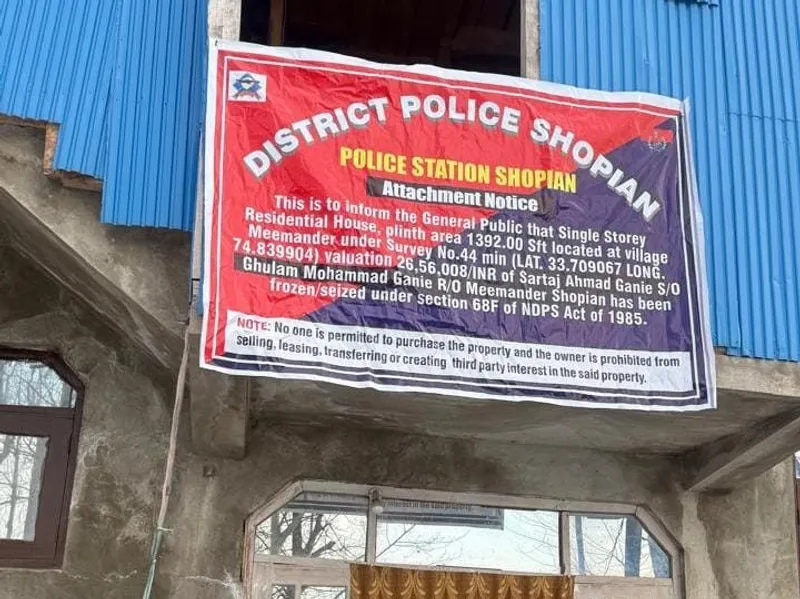 DISTRICT POLICE SHOPIAN
POLICE STATION SHOPIAN
Attachment Notice
This is to inform the General Public that Single Storey
Residential House, plinth area 1392.00 Sft located at village
Meemander under Survey No.44 min (LAT. 33.709067 LONG.
74.839904) valuation 26,56,008/INR of Sartaj Ahmad Ganie S/O
Ghulam Mohammad Ganie R/O Meemander Shopian has been
frozen/seized under section 68F of NDPS Act of 1985.
NOTE: No one is permitted to purchase the property and the owner is prohibited from
selling, leasing, transferring or creating third party interest in the said property.